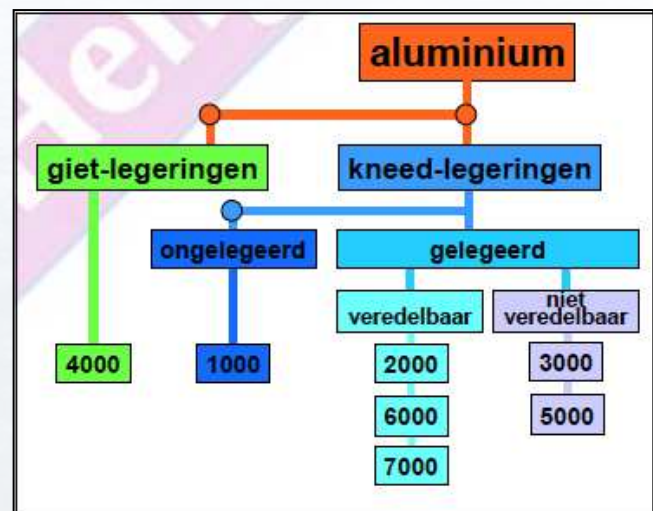 aluminium
giet-legeringen
kneed-legeringen
ongelegeerd
gelegeerd
veredelbaar
niet
veredelbaar
4000
1000
2000
3000
6000
5000
7000